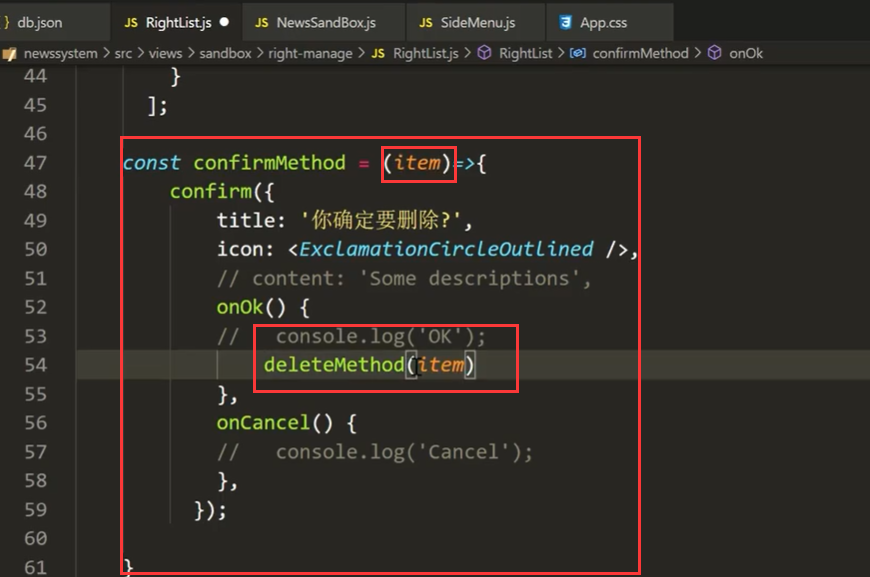 db.json JS RightList.js JS NewsSandBox.js JS SideMenu.js App.css
newssystem > src > views > sandbox > right-manage > JS RightList.js > RightList > confirmMethod > onOk
44 }
45 ];
46
47 const confirmMethod = (item)=>{
48 confirm({
49 title: '你确定要删除?',
50 icon: <ExclamationCircleOutlined />,
51 // content: 'Some descriptions',
52 onOk() {
53 // console.log('OK');
54 deleteMethod(item)
55 },
56 onCancel() {
57 // console.log('Cancel');
58 },
59 });
60
61 }